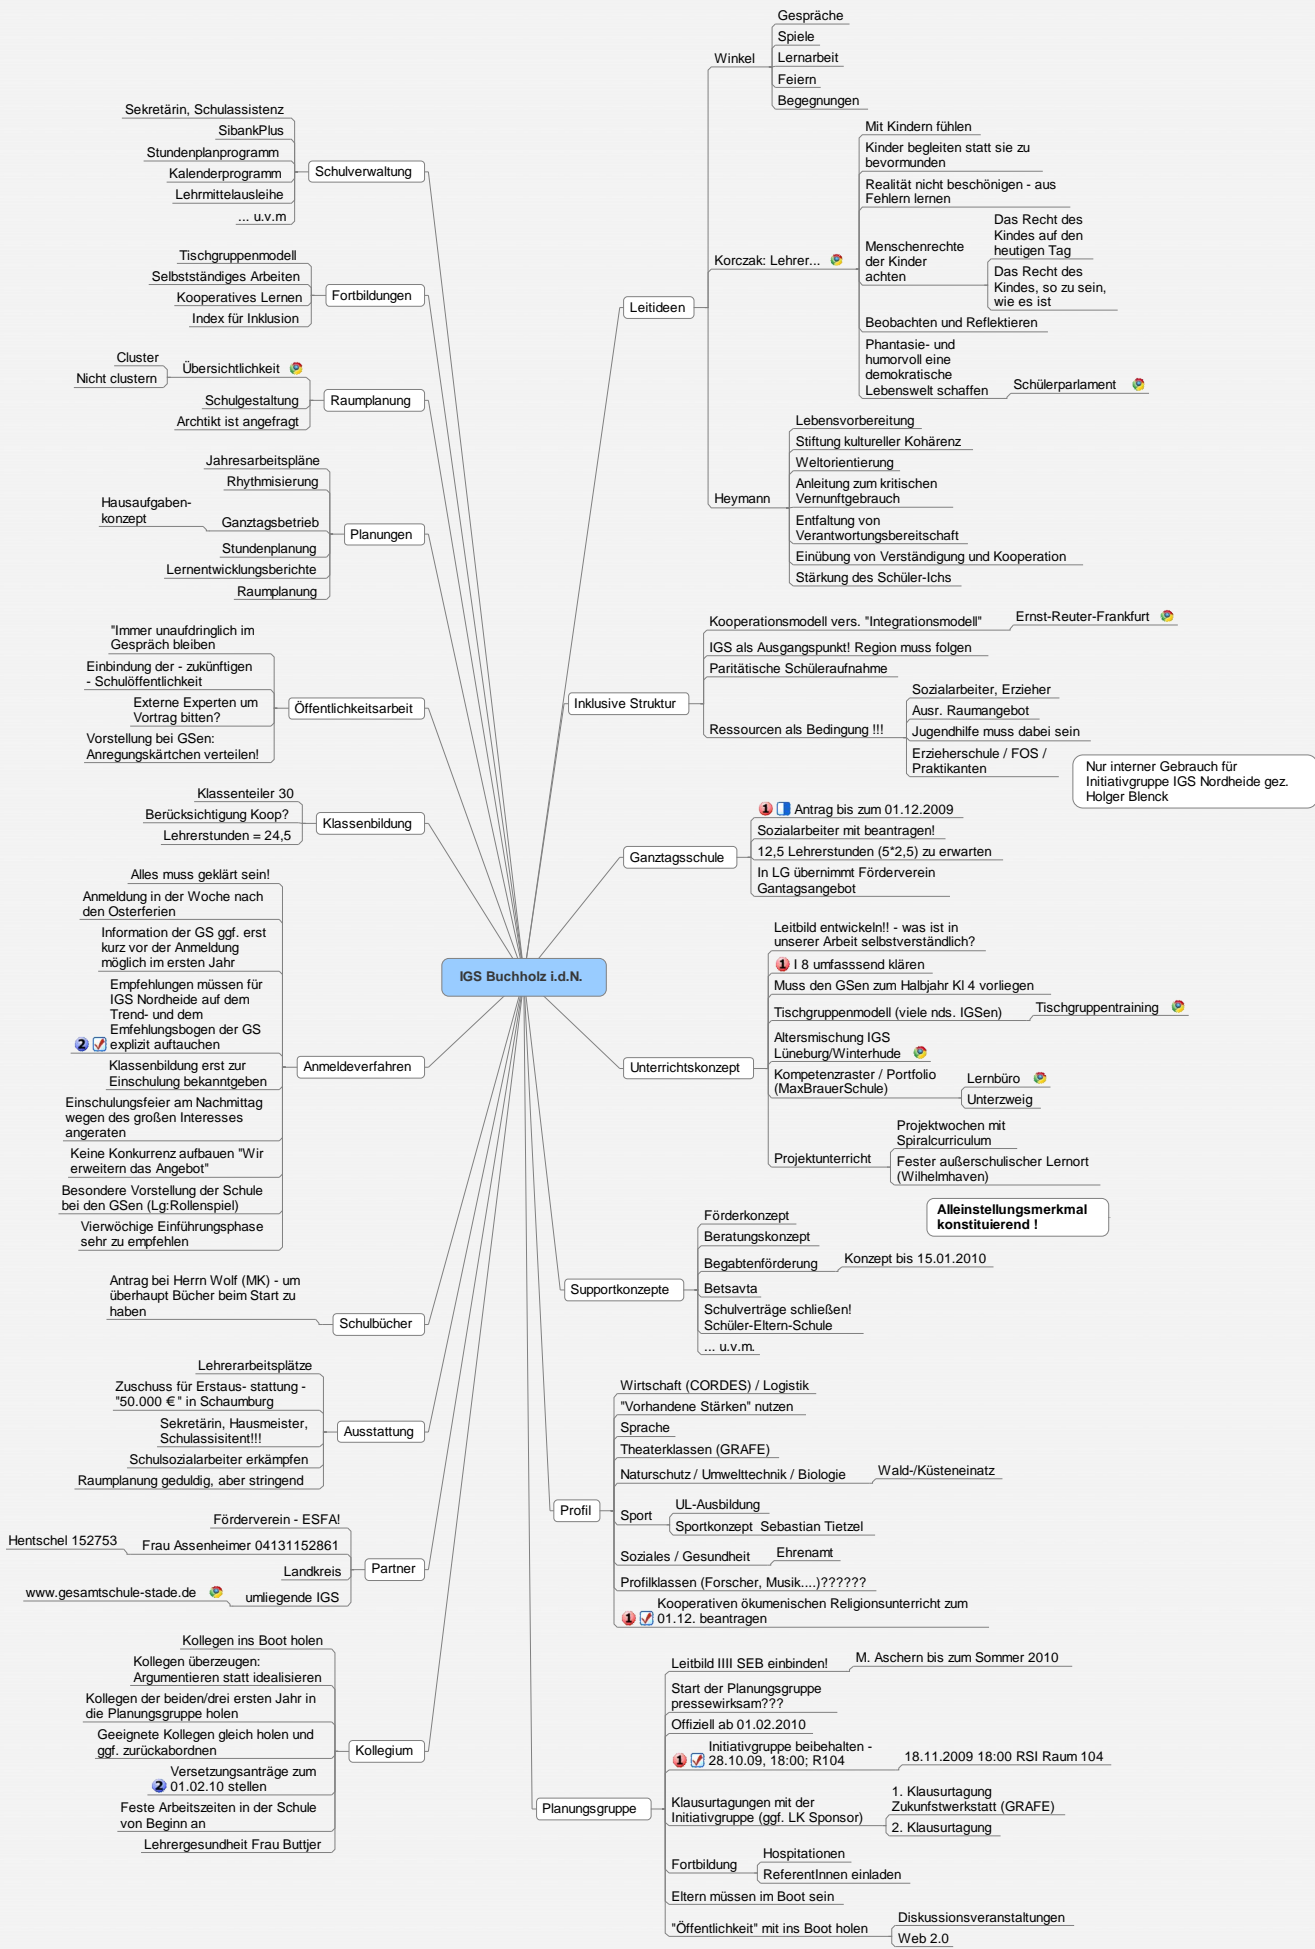 IGS Buchholz i.d.N.
Schulverwaltung
Sekretärin, Schulassistenz
SibankPlus
Stundenplanprogramm
Kalenderprogramm
Lehrmittelausleihe
... u.v.m
Fortbildungen
Tischgruppenmodell
Selbstständiges Arbeiten
Kooperatives Lernen
Index für Inklusion
Raumplanung
Übersichtlichkeit
Cluster
Nicht clustern
Schulgestaltung
Archtikt ist angefragt
Planungen
Jahresarbeitspläne
Rhythmisierung
Ganztagsbetrieb
Hausaufgaben-
konzept
Stundenplanung
Lernentwicklungsberichte
Raumplanung
Öffentlichkeitsarbeit
"Immer unaufdringlich im
Gespräch bleiben
Einbindung der - zukünftigen
- Schulöffentlichkeit
Externe Experten um
Vortrag bitten?
Vorstellung bei GSen:
Anregungskärtchen verteilen!
Klassenbildung
Klassenteiler 30
Berücksichtigung Koop?
Lehrerstunden = 24,5
Anmeldeverfahren
Alles muss geklärt sein!
Anmeldung in der Woche nach
den Osterferien
Information der GS ggf. erst
kurz vor der Anmeldung
möglich im ersten Jahr
Empfehlungen müssen für
IGS Nordheide auf dem
Trend- und dem
Emfehlungsbogen der GS
2 explizit auftauchen
Klassenbildung erst zur
Einschulung bekanntgeben
Einschulungsfeier am Nachmittag
wegen des großen Interesses
angeraten
Keine Konkurrenz aufbauen "Wir
erweitern das Angebot"
Besondere Vorstellung der Schule
bei den GSen (Lg:Rollenspiel)
Vierwöchige Einführungsphase
sehr zu empfehlen
Schulbücher
Antrag bei Herrn Wolf (MK) - um
überhaupt Bücher beim Start zu
haben
Ausstattung
Lehrerarbeitsplätze
Zuschuss für Erstaus- stattung -
"50.000 €" in Schaumburg
Sekretärin, Hausmeister,
Schulassisitent!!!
Schulsozialarbeiter erkämpfen
Raumplanung geduldig, aber stringend
Partner
Förderverein - ESFA!
Frau Assenheimer 04131152861
Hentschel 152753
Landkreis
umliegende IGS
www.gesamtschule-stade.de
Kollegium
Kollegen ins Boot holen
Kollegen überzeugen:
Argumentieren statt idealisieren
Kollegen der beiden/drei ersten Jahr in
die Planungsgruppe holen
Geeignete Kollegen gleich holen und
ggf. zurückabordnen
Versetzungsanträge zum
2 01.02.10 stellen
Feste Arbeitszeiten in der Schule
von Beginn an
Lehrergesundheit Frau Buttjer
Leitideen
Winkel
Gespräche
Spiele
Lernarbeit
Feiern
Begegnungen
Korczak: Lehrer...
Mit Kindern fühlen
Kinder begleiten statt sie zu
bevormunden
Realität nicht beschönigen - aus
Fehlern lernen
Menschenrechte
der Kinder
achten
Das Recht des
Kindes auf den
heutigen Tag
Das Recht des
Kindes, so zu sein,
wie es ist
Beobachten und Reflektieren
Phantasie- und
humorvoll eine
demokratische
Lebenswelt schaffen
Schülerparlament
Heymann
Lebensvorbereitung
Stiftung kultureller Kohärenz
Weltorientierung
Anleitung zum kritischen
Vernunftgebrauch
Entfaltung von
Verantwortungsbereitschaft
Einübung von Verständigung und Kooperation
Stärkung des Schüler-Ichs
Inklusive Struktur
Kooperationsmodell vers. "Integrationsmodell"
Ernst-Reuter-Frankfurt
IGS als Ausgangspunkt! Region muss folgen
Paritätische Schüleraufnahme
Ressourcen als Bedingung !!!
Sozialarbeiter, Erzieher
Ausr. Raumangebot
Jugendhilfe muss dabei sein
Erzieherschule / FOS /
Praktikanten
Nur interner Gebrauch für
Initiativgruppe IGS Nordheide gez.
Holger Blenck
Ganztagsschule
1 Antrag bis zum 01.12.2009
Sozialarbeiter mit beantragen!
12,5 Lehrerstunden (5*2,5) zu erwarten
In LG übernimmt Förderverein
Gantagsangebot
Unterrichtskonzept
Leitbild entwickeln!! - was ist in
unserer Arbeit selbstverständlich?
1 I 8 umfasssend klären
Muss den GSen zum Halbjahr Kl 4 vorliegen
Tischgruppenmodell (viele nds. IGSen)
Tischgruppentraining
Altersmischung IGS
Lüneburg/Winterhude
Kompetenzraster / Portfolio
(MaxBrauerSchule)
Lernbüro
Unterzweig
Projektunterricht
Projektwochen mit
Spiralcurriculum
Fester außerschulischer Lernort
(Wilhelmhaven)
Alleinstellungsmerkmal
konstituierend !
Supportkonzepte
Förderkonzept
Beratungskonzept
Begabtenförderung
Konzept bis 15.01.2010
Betsavta
Schulverträge schließen!
Schüler-Eltern-Schule
... u.v.m.
Profil
Wirtschaft (CORDES) / Logistik
"Vorhandene Stärken" nutzen
Sprache
Theaterklassen (GRAFE)
Naturschutz / Umwelttechnik / Biologie
Wald-/Küsteneinatz
Sport
UL-Ausbildung
Sportkonzept Sebastian Tietzel
Soziales / Gesundheit
Ehrenamt
Profilklassen (Forscher, Musik....)??????
Kooperativen ökumenischen Religionsunterricht zum
1 01.12. beantragen
Planungsgruppe
Leitbild IIII SEB einbinden!
M. Aschern bis zum Sommer 2010
Start der Planungsgruppe
pressewirksam???
Offiziell ab 01.02.2010
Initiativgruppe beibehalten -
1 28.10.09, 18:00; R104
18.11.2009 18:00 RSI Raum 104
Klausurtagungen mit der
Initiativgruppe (ggf. LK Sponsor)
1. Klausurtagung
Zukunfstwerkstatt (GRAFE)
2. Klausurtagung
Fortbildung
Hospitationen
ReferentInnen einladen
Eltern müssen im Boot sein
"Öffentlichkeit" mit ins Boot holen
Diskussionsveranstaltungen
Web 2.0